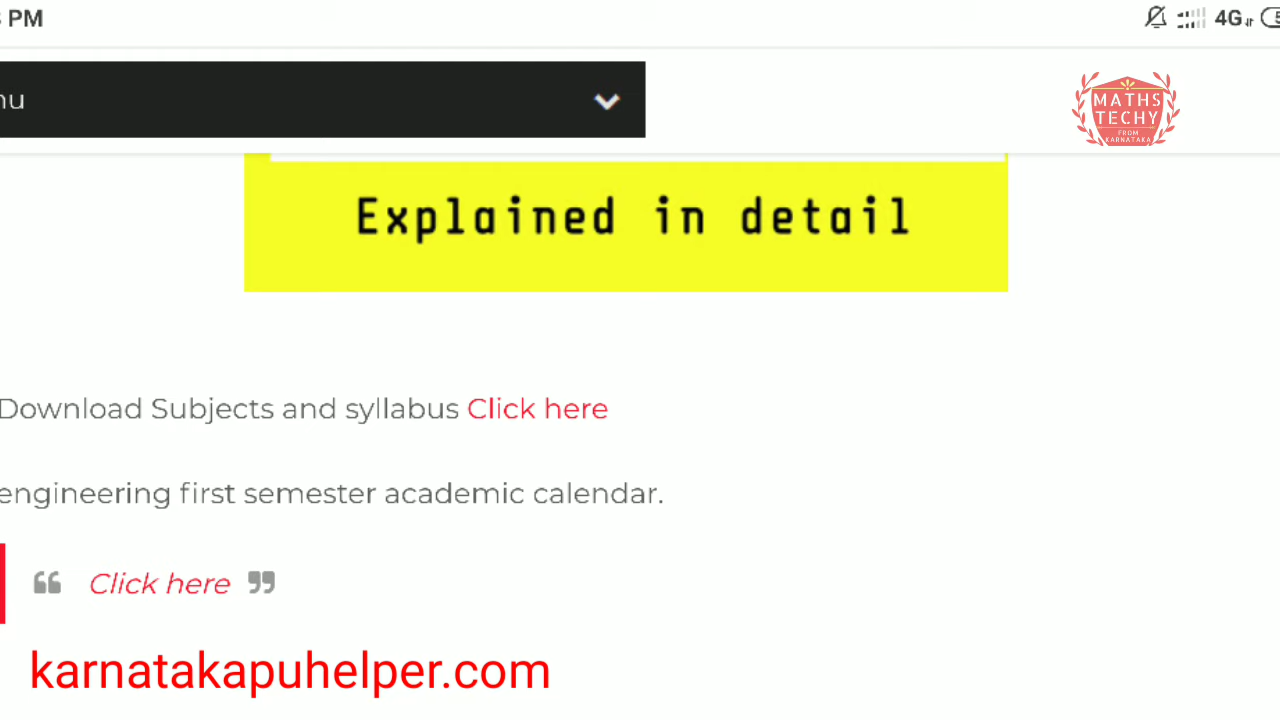 PM
4G
MATHS
TECHY
FROM
KARNATAKA
Explained in detail
Download Subjects and syllabus Click here
engineering first semester academic calendar.
“ Click here ”
karnatakapuhelper.com